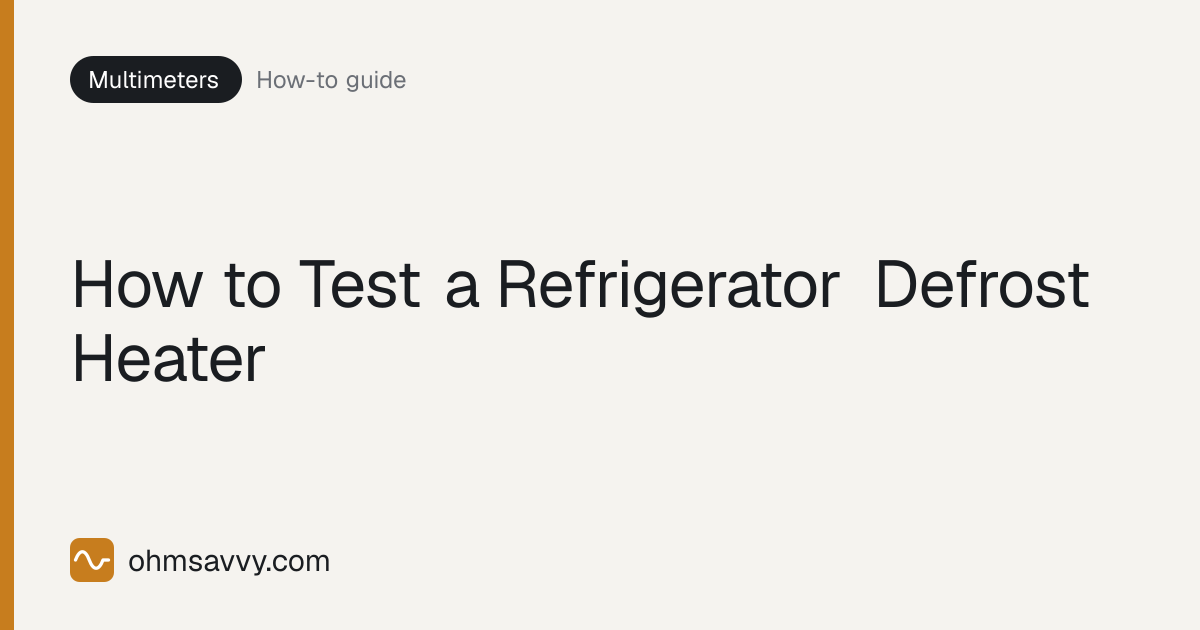 Multimeters How-to guide
How to Test a Refrigerator Defrost
Heater
ohmsavvy.com